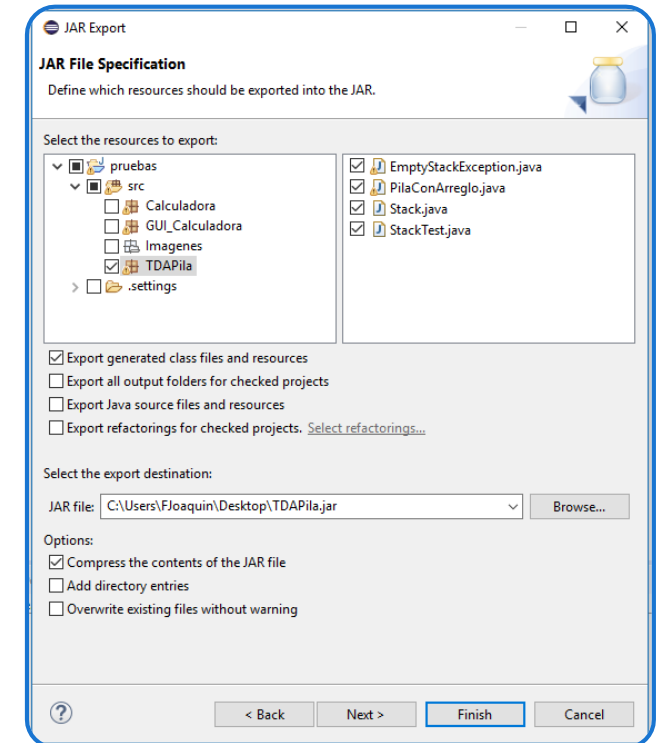 JAR Export
JAR File Specification
Define which resources should be exported into the JAR.
Select the resources to export:
pruebas
src
Calculadora
GUI_Calculadora
Imagenes
TDAPila
.settings
EmptyStackException.java
PilaConArreglo.java
Stack.java
StackTest.java
Export generated class files and resources
Export all output folders for checked projects
Export Java source files and resources
Export refactorings for checked projects. Select refactorings...
Select the export destination:
JAR file: C:\Users\FJoaquin\Desktop\TDAPila.jar Browse...
Options:
Compress the contents of the JAR file
Add directory entries
Overwrite existing files without warning
? < Back Next > Finish Cancel